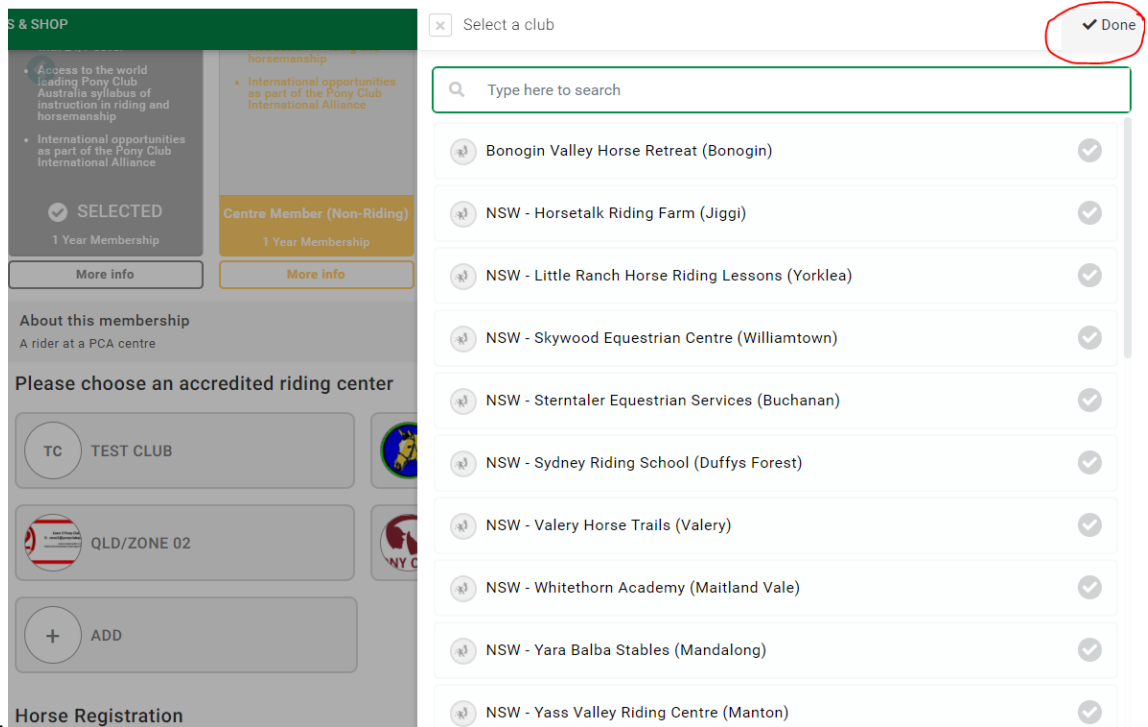 S & SHOP
Access to the world
leading Pony Club
Australia syllabus of
instruction in riding and
horsemanship
International opportunities
as part of the Pony Club
International Alliance
SELECTED
1 Year Membership
More info
horsemanship
International opportunities
as part of the Pony Club
International Alliance
Centre Member (Non-Riding)
1 Year Membership
More info
About this membership
A rider at a PCA centre
Please choose an accredited riding center
TC TEST CLUB
QLD/ZONE 02
NY C
+ ADD
Horse Registration
Select a club
Done
Type here to search
Bonogin Valley Horse Retreat (Bonogin)
NSW - Horsetalk Riding Farm (Jiggi)
NSW - Little Ranch Horse Riding Lessons (Yorklea)
NSW - Skywood Equestrian Centre (Williamtown)
NSW - Sterntaler Equestrian Services (Buchanan)
NSW - Sydney Riding School (Duffys Forest)
NSW - Valery Horse Trails (Valery)
NSW - Whitethorn Academy (Maitland Vale)
NSW - Yara Balba Stables (Mandalong)
NSW - Yass Valley Riding Centre (Manton)